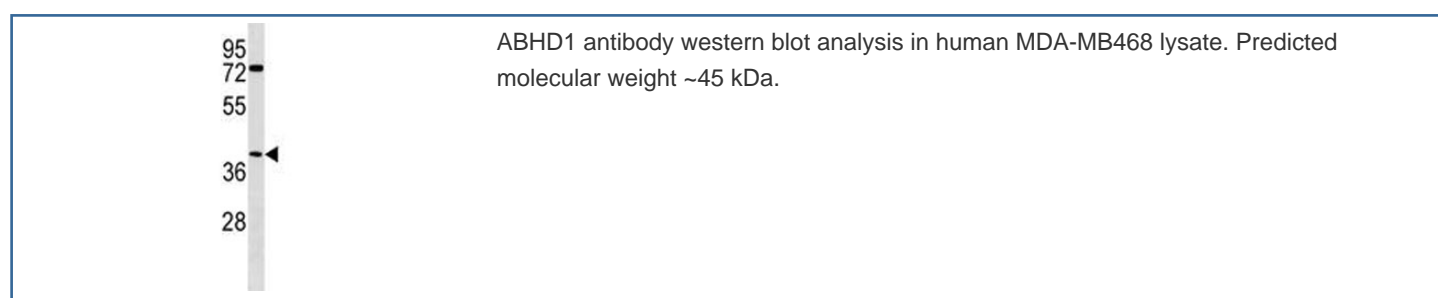 95
72
55
36
28
ABHD1 antibody western blot analysis in human MDA-MB468 lysate. Predicted
molecular weight ~45 kDa.